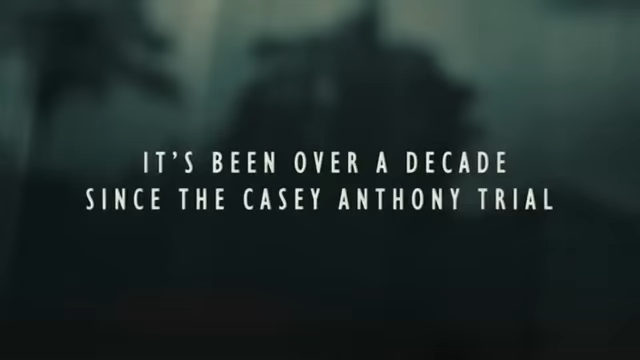 IT'S BEEN OVER A DECADE
SINCE THE CASEY ANTHONY TRIAL